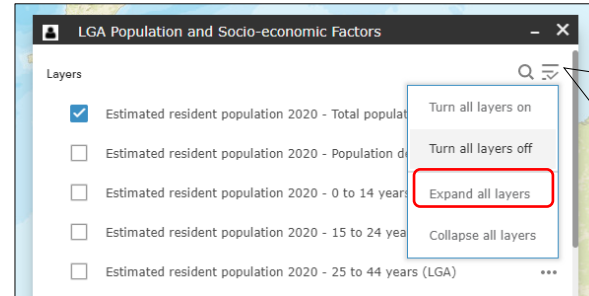 LGA Population and Socio-economic Factors
Layers
Estimated resident population 2020 - Total populat
Estimated resident population 2020 - Population de
Estimated resident population 2020 - 0 to 14 years
Estimated resident population 2020 - 15 to 24 yea
Estimated resident population 2020 - 25 to 44 years (LGA)
Turn all layers on
Turn all layers off
Expand all layers
Collapse all layers